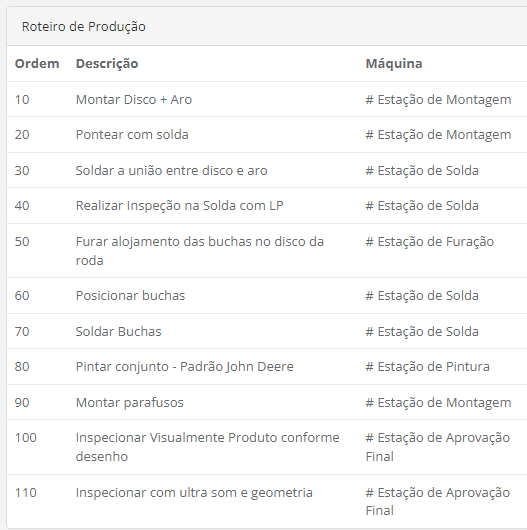 Roteiro de Produção
Ordem Descrição Máquina
10 Montar Disco + Aro # Estação de Montagem
20 Pontear com solda # Estação de Montagem
30 Soldar a união entre disco e aro # Estação de Solda
40 Realizar Inspeção na Solda com LP # Estação de Solda
50 Furar alojamento das buchas no disco da # Estação de Furação
roda
60 Posicionar buchas # Estação de Solda
70 Soldar Buchas # Estação de Solda
80 Pintar conjunto - Padrão John Deere # Estação de Pintura
90 Montar parafusos # Estação de Montagem
100 Inspecionar Visualmente Produto conforme # Estação de Aprovação
desenho Final
110 Inspecionar com ultra som e geometria # Estação de Aprovação
Final